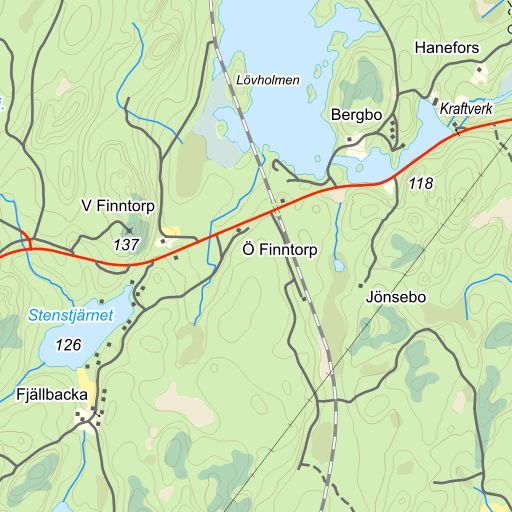 Hanefors
Lövholmen
Kraftverk
Bergbo
118
V Finntorp
137
Ö Finntorp
Jönsebo
Stenstjärnet
126
Fjällbacka